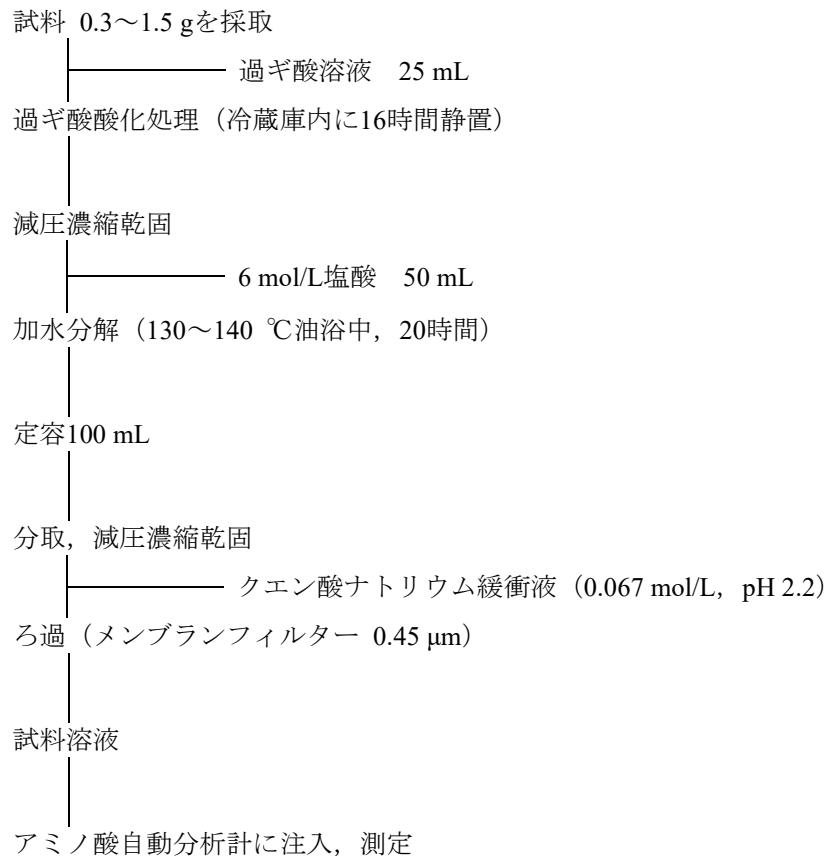 試料 0.3～1.5 gを採取
過ギ酸溶液　25 mL
過ギ酸酸化処理（冷蔵庫内に16時間静置）
減圧濃縮乾固
6 mol/L塩酸　50 mL
加水分解（130～140 ℃油浴中，20時間）
定容100 mL
分取，減圧濃縮乾固
クエン酸ナトリウム緩衝液（0.067 mol/L，pH 2.2）
ろ過（メンブランフィルター 0.45 μm）
試料溶液
アミノ酸自動分析計に注入，測定